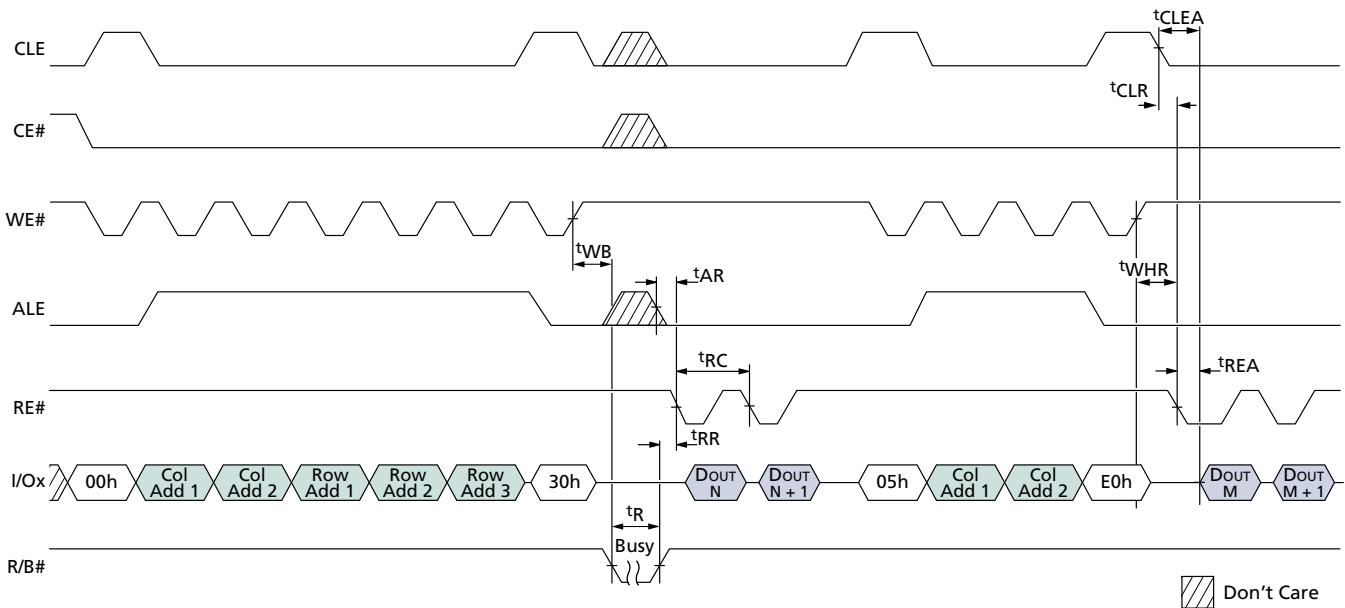 tCLEA
CLE
tCLR
CE#
WE#
tWB
tAR
tWHR
ALE
tRC
tREA
RE#
tRR
I/Ox
00h
Col Add 1
Col Add 2
Row Add 1
Row Add 2
Row Add 3
30h
DOUT N
DOUT N + 1
05h
Col Add 1
Col Add 2
E0h
DOUT M
DOUT M + 1
tR
Busy
R/B#
Don't Care